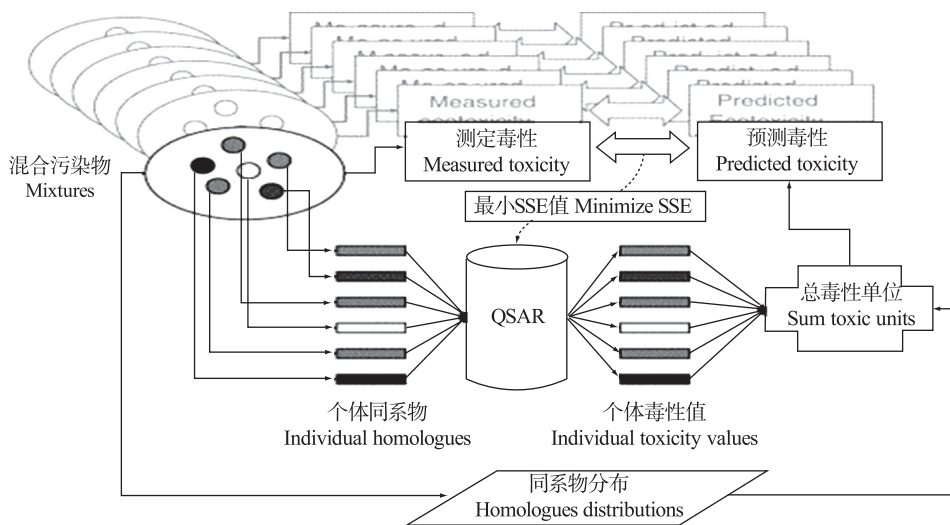 Measured
Predicted
测定毒性
Measured toxicity
预测毒性
Predicted toxicity
混合污染物
Mixtures
最小SSE值 Minimize SSE
QSAR
总毒性单位
Sum toxic units
个体同系物
Individual homologues
个体毒性值
Individual toxicity values
同系物分布
Homologues distributions